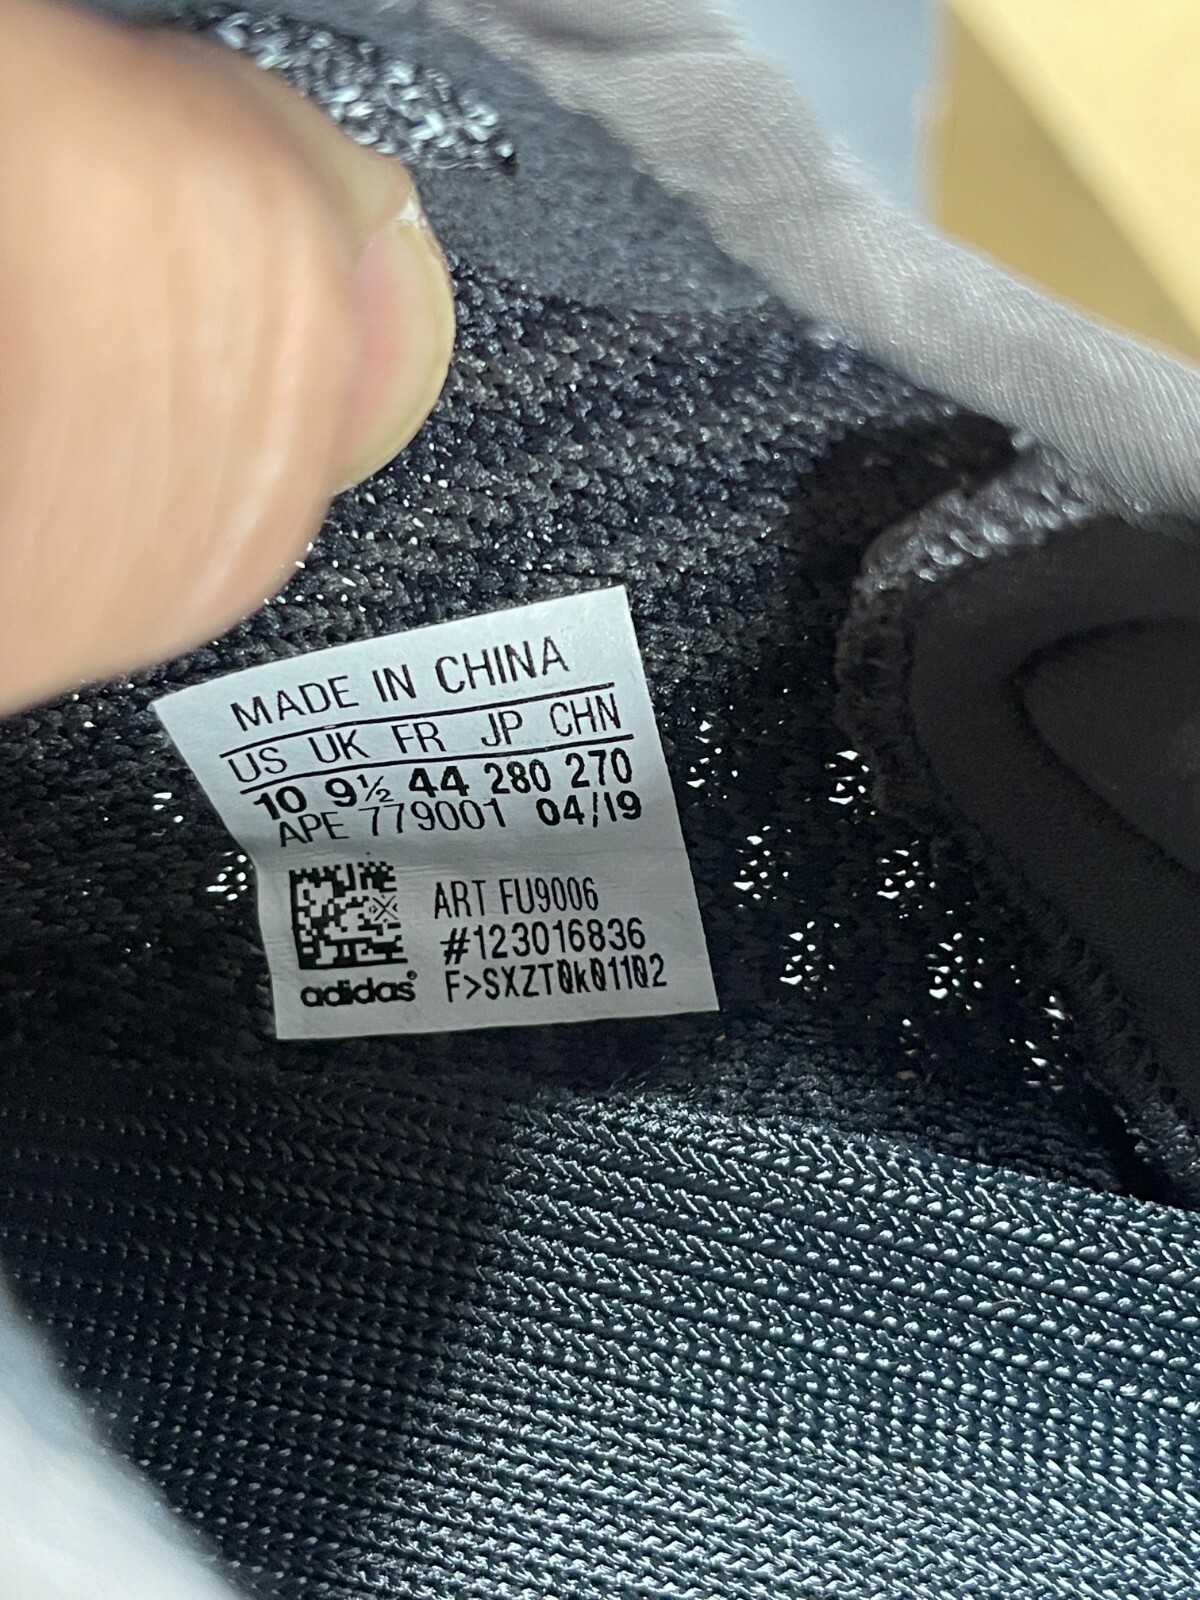 MADE IN CHINA
US UK FR JP CHN
10 9½ 44 280 270
APE 779001 04/19
ART FU9006
#123016836
F>SXZT0k01102
adidas®